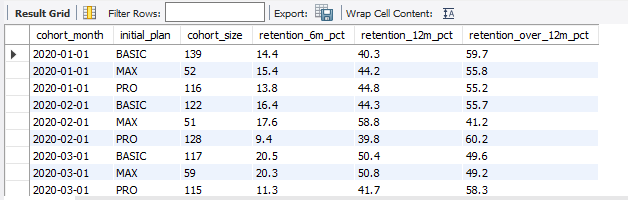 Result Grid Filter Rows: Export: Wrap Cell Content:
cohort_month initial_plan cohort_size retention_6m_pct retention_12m_pct retention_over_12m_pct
2020-01-01 BASIC 139 14.4 40.3 59.7
2020-01-01 MAX 52 15.4 44.2 55.8
2020-01-01 PRO 116 13.8 44.8 55.2
2020-02-01 BASIC 122 16.4 44.3 55.7
2020-02-01 MAX 51 17.6 58.8 41.2
2020-02-01 PRO 128 9.4 39.8 60.2
2020-03-01 BASIC 117 20.5 50.4 49.6
2020-03-01 MAX 59 20.3 50.8 49.2
2020-03-01 PRO 115 11.3 41.7 58.3